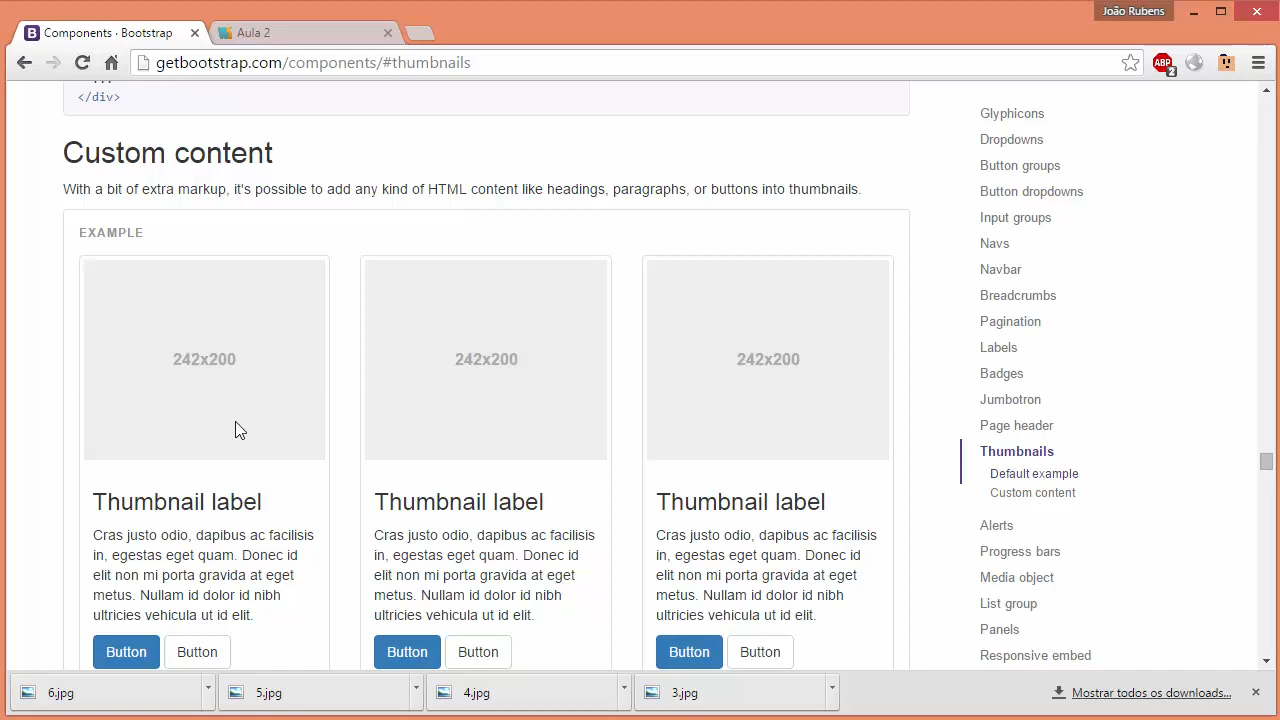 João Rubens
Components · Bootstrap
Aula 2
getbootstrap.com/components/#thumbnails
ABP
2
</div>
Custom content
With a bit of extra markup, it's possible to add any kind of HTML content like headings, paragraphs, or buttons into thumbnails.
EXAMPLE
242x200
242x200
242x200
Thumbnail label
Cras justo odio, dapibus ac facilisis
in, egestas eget quam. Donec id
elit non mi porta gravida at eget
metus. Nullam id dolor id nibh
ultricies vehicula ut id elit.
Button Button
Thumbnail label
Cras justo odio, dapibus ac facilisis
in, egestas eget quam. Donec id
elit non mi porta gravida at eget
metus. Nullam id dolor id nibh
ultricies vehicula ut id elit.
Button Button
Thumbnail label
Cras justo odio, dapibus ac facilisis
in, egestas eget quam. Donec id
elit non mi porta gravida at eget
metus. Nullam id dolor id nibh
ultricies vehicula ut id elit.
Button Button
Glyphicons
Dropdowns
Button groups
Button dropdowns
Input groups
Navs
Navbar
Breadcrumbs
Pagination
Labels
Badges
Jumbotron
Page header
Thumbnails
Default example
Custom content
Alerts
Progress bars
Media object
List group
Panels
Responsive embed
6.jpg
5.jpg
4.jpg
3.jpg
Mostrar todos os downloads...